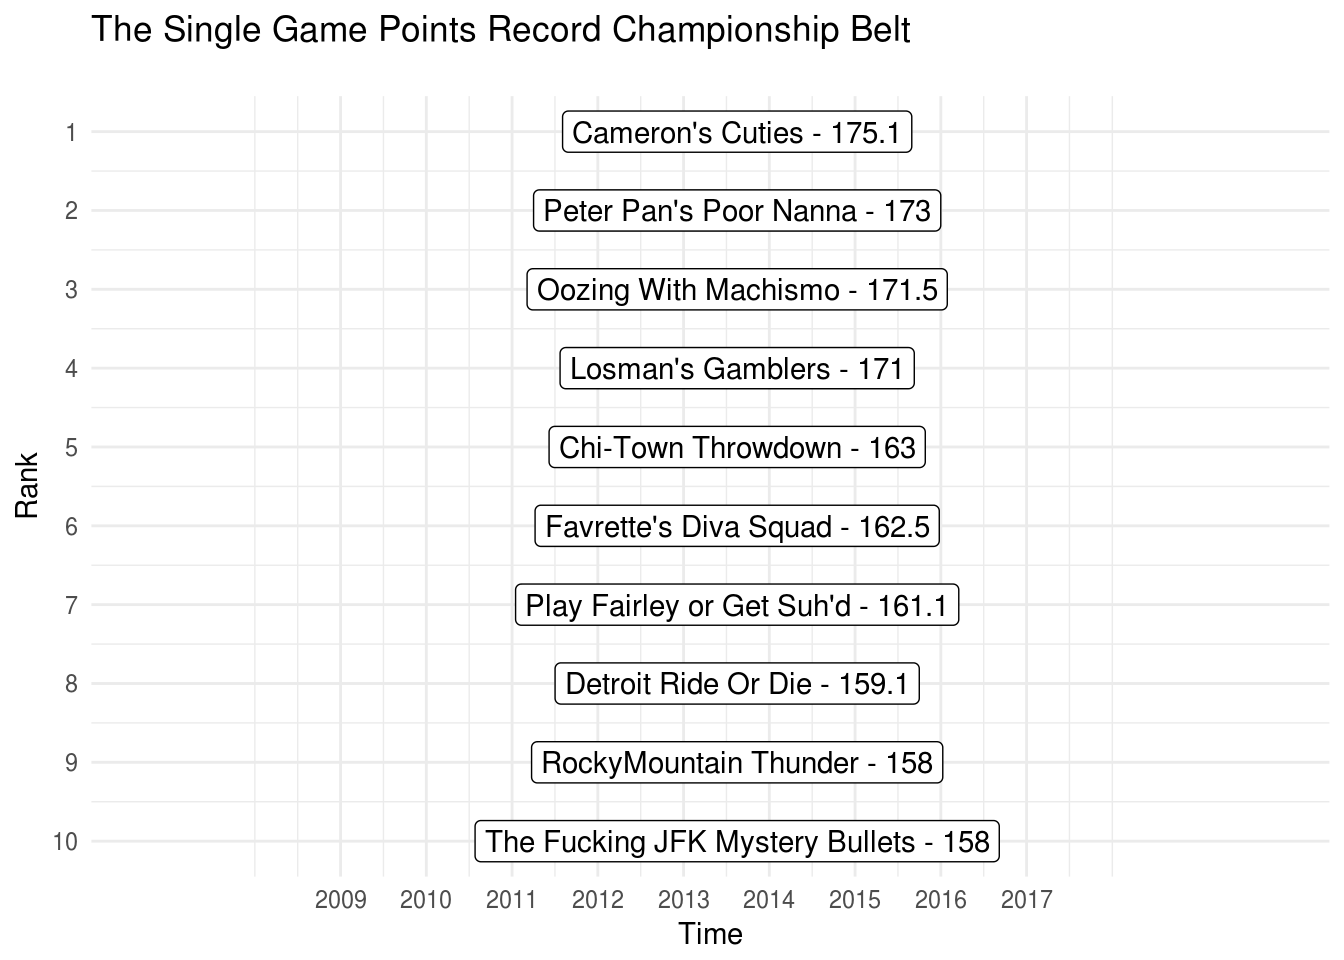 The Single Game Points Record Championship Belt
1
Cameron's Cuties - 175.1
2
Peter Pan's Poor Nanna - 173
3
Oozing With Machismo - 171.5
4
Losman's Gamblers - 171
5
Chi-Town Throwdown - 163
6
Favrette's Diva Squad - 162.5
7
Play Fairley or Get Suh'd - 161.1
8
Detroit Ride Or Die - 159.1
9
RockyMountain Thunder - 158
10
The Fucking JFK Mystery Bullets - 158
Rank
2009 2010 2011 2012 2013 2014 2015 2016 2017
Time